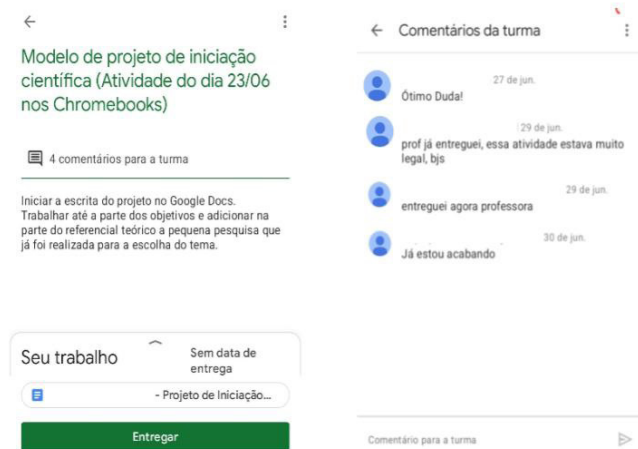 Modelo de projeto de iniciação
científica (Atividade do dia 23/06
nos Chromebooks)
4 comentários para a turma
Iniciar a escrita do projeto no Google Docs.
Trabalhar até a parte dos objetivos e adicionar na
parte do referencial teórico a pequena pesquisa que
já foi realizada para a escolha do tema.
Seu trabalho
Sem data de
entrega
- Projeto de Iniciação...
Entregar
Comentários da turma
27 de jun.
Ótimo Duda!
29 de jun.
prof já entreguei, essa atividade estava muito
legal, bjs
29 de jun.
entreguei agora professora
30 de jun.
Já estou acabando
Comentário para a turma